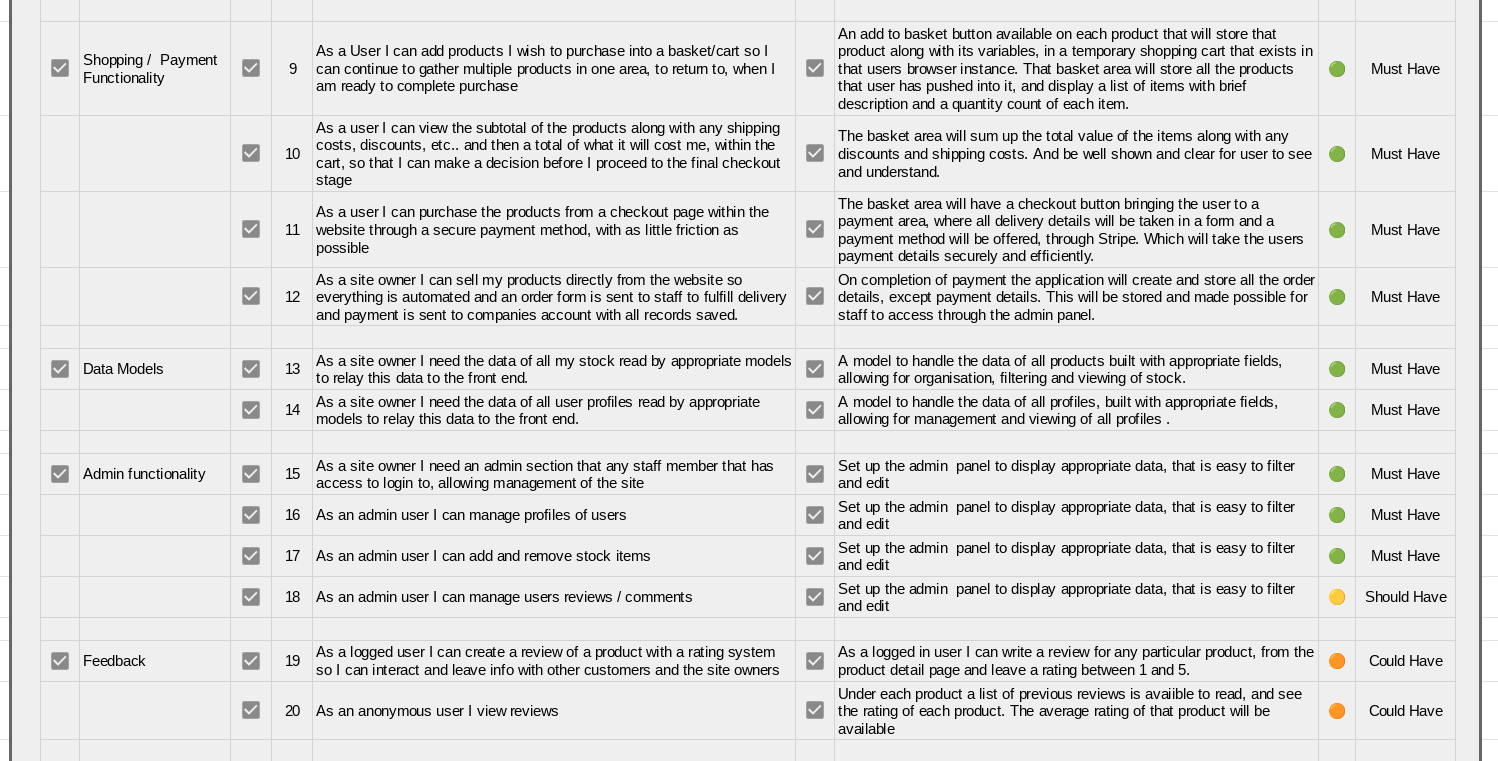 Shopping /  Payment
Functionality
9
As a User I can add products I wish to purchase into a basket/cart so I
can continue to gather multiple products in one area, to return to, when I
am ready to complete purchase
An add to basket button available on each product that will store that
product along with its variables, in a temporary shopping cart that exists in
that users browser instance. That basket area will store all the products
that user has pushed into it, and display a list of items with brief
description and a quantity count of each item.
Must Have
10
As a user I can view the subtotal of the products along with any shipping
costs, discounts, etc.. and then a total of what it will cost me, within the
cart, so that I can make a decision before I proceed to the final checkout
stage
The basket area will sum up the total value of the items along with any
discounts and shipping costs. And be well shown and clear for user to see
and understand.
Must Have
11
As a user I can purchase the products from a checkout page within the
website through a secure payment method, with as little friction as
possible
The basket area will have a checkout button bringing the user to a
payment area, where all delivery details will be taken in a form and a
payment method will be offered, through Stripe. Which will take the users
payment details securely and efficiently.
Must Have
12
As a site owner I can sell my products directly from the website so
everything is automated and an order form is sent to staff to fulfill delivery
and payment is sent to companies account with all records saved.
On completion of payment the application will create and store all the order
details, except payment details. This will be stored and made possible for
staff to access through the admin panel.
Must Have
Data Models
13
As a site owner I need the data of all my stock read by appropriate models
to relay this data to the front end.
A model to handle the data of all products built with appropriate fields,
allowing for organisation, filtering and viewing of stock.
Must Have
14
As a site owner I need the data of all user profiles read by appropriate
models to relay this data to the front end.
A model to handle the data of all profiles, built with appropriate fields,
allowing for management and viewing of all profiles .
Must Have
Admin functionality
15
As a site owner I need an admin section that any staff member that has
access to login to, allowing management of the site
Set up the admin  panel to display appropriate data, that is easy to filter
and edit
Must Have
16
As an admin user I can manage profiles of users
Set up the admin  panel to display appropriate data, that is easy to filter
and edit
Must Have
17
As an admin user I can add and remove stock items
Set up the admin  panel to display appropriate data, that is easy to filter
and edit
Must Have
18
As an admin user I can manage users reviews / comments
Set up the admin  panel to display appropriate data, that is easy to filter
and edit
Should Have
Feedback
19
As a logged user I can create a review of a product with a rating system
so I can interact and leave info with other customers and the site owners
As a logged in user I can write a review for any particular product, from the
product detail page and leave a rating between 1 and 5.
Could Have
20
As an anonymous user I view reviews
Under each product a list of previous reviews is availble to read, and see
the rating of each product. The average rating of that product will be
available
Could Have